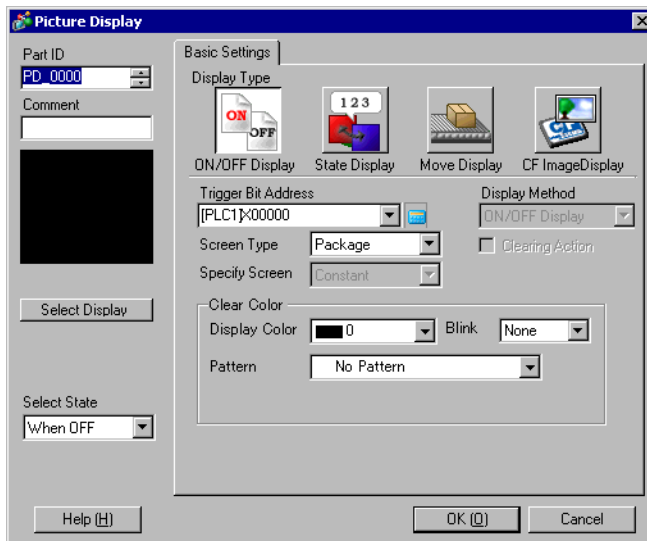 Picture Display
Part ID
PD_0000
Comment
Select Display
Select State
When OFF
Basic Settings
Display Type
ON
OFF
1 2 3
ON/OFF Display
State Display
Move Display
CF ImageDisplay
Trigger Bit Address
[PLC1]X00000
Display Method
ON/OFF Display
Screen Type
Package
Clearing Action
Specify Screen
Constant
Clear Color
Display Color
0
Blink
None
Pattern
No Pattern
Help (H)
OK (O)
Cancel